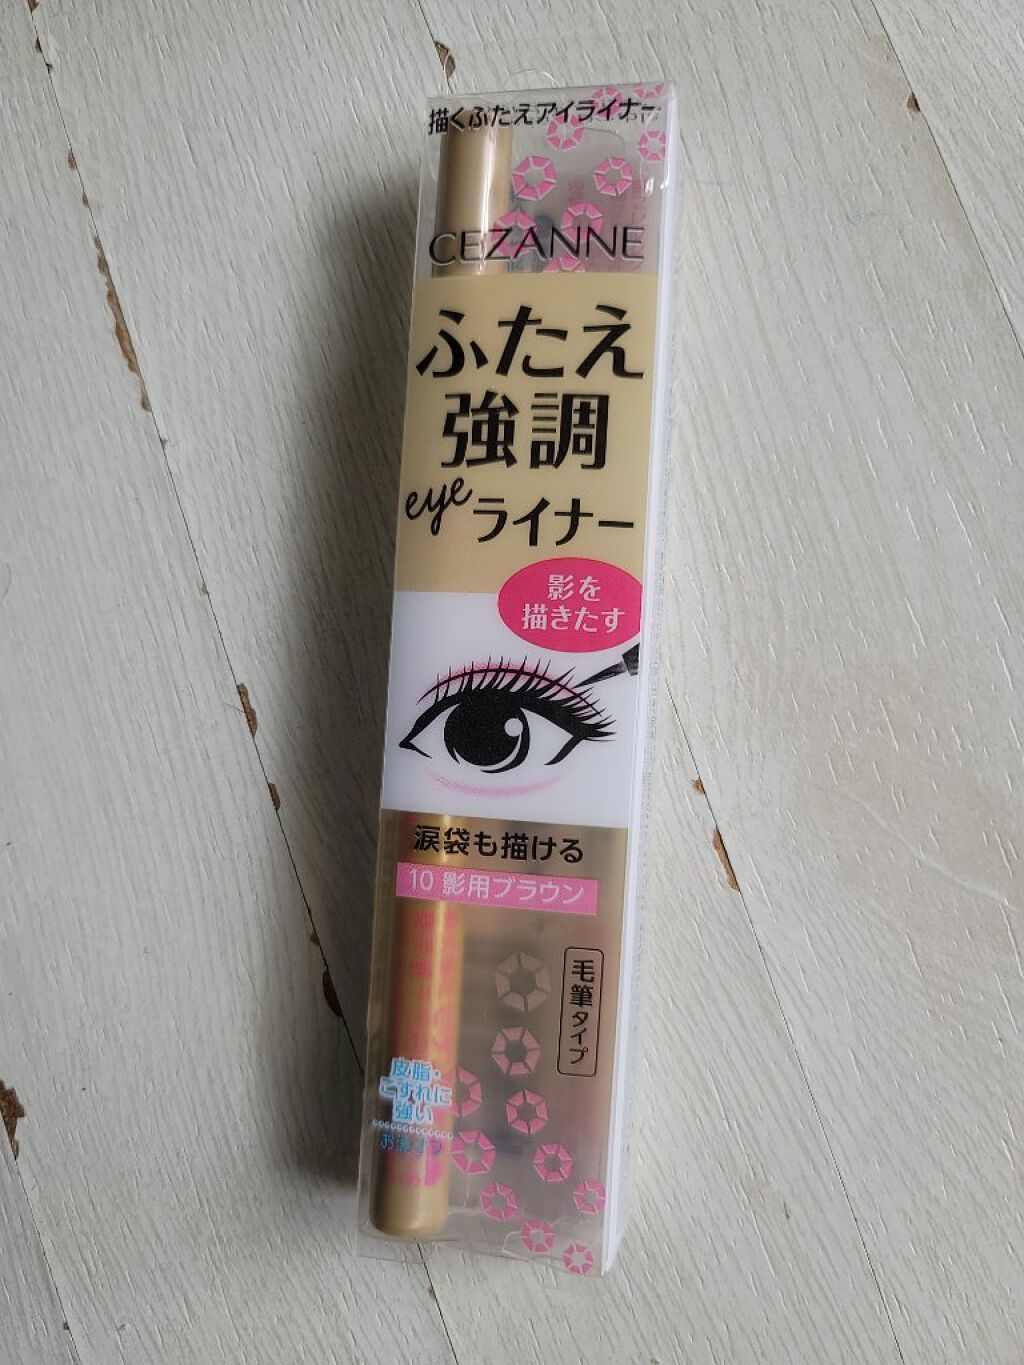 描くふたえアイライナー
CEZANNE
ふたえ
強調
eye ライナー
影を
描きたす
涙袋も描ける
10 影用ブラウン
毛筆タイプ
皮脂・
こすれに
強い